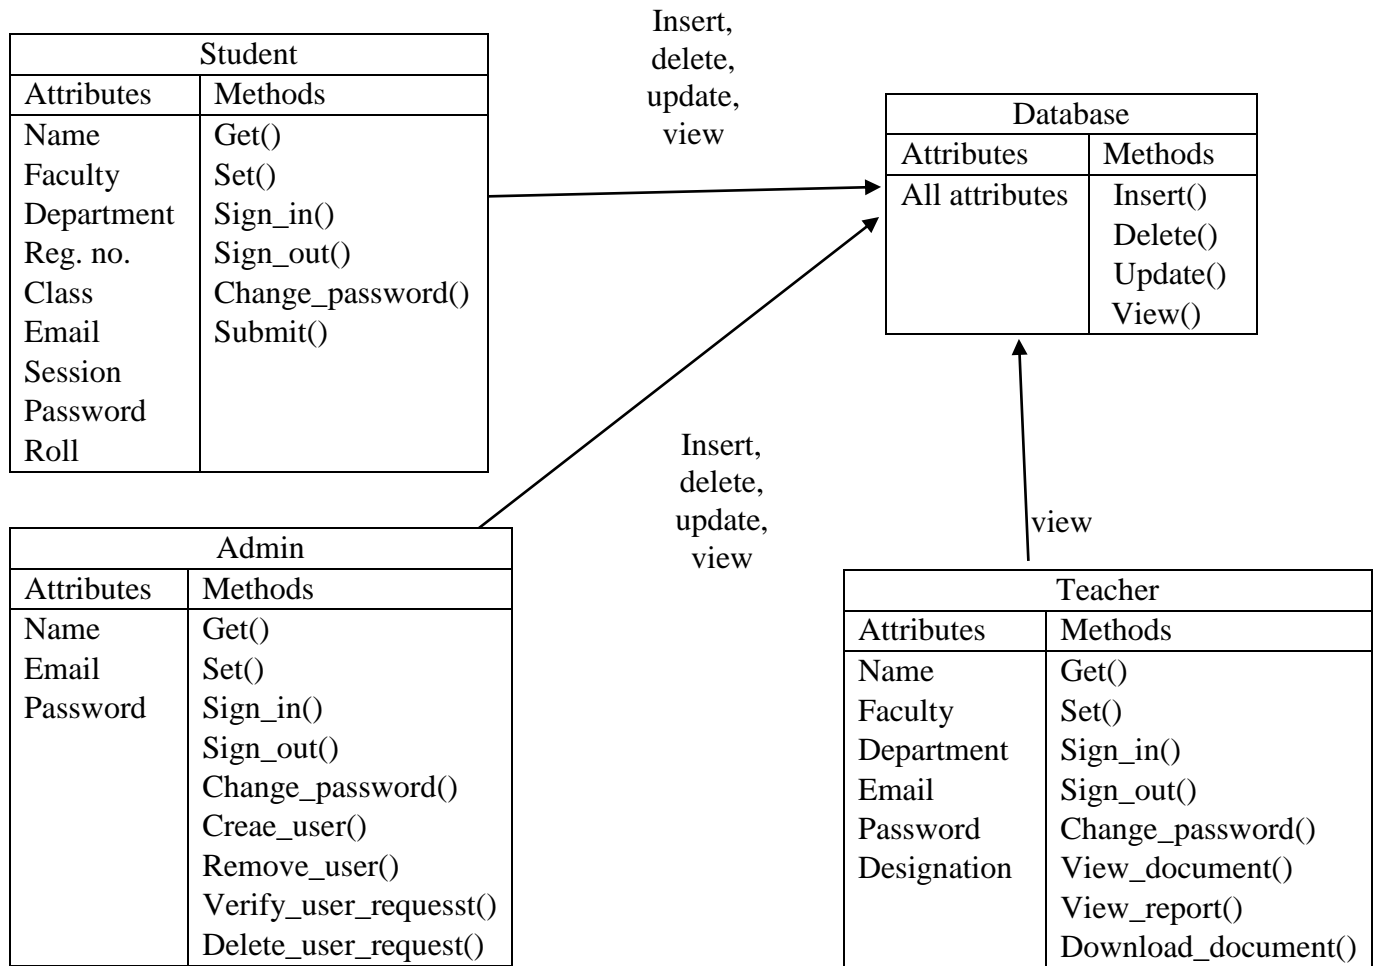 Student
Attributes Methods
Name Get()
Faculty Set()
Department Sign_in()
Reg. no. Sign_out()
Class Change_password()
Email Submit()
Session
Password
Roll
Insert,
delete,
update,
view
Database
Attributes Methods
All attributes Insert()
Delete()
Update()
View()
Admin
Attributes Methods
Name Get()
Email Set()
Password Sign_in()
Sign_out()
Change_password()
Creae_user()
Remove_user()
Verify_user_requesst()
Delete_user_request()
Insert,
delete,
update,
view
view
Teacher
Attributes Methods
Name Get()
Faculty Set()
Department Sign_in()
Email Sign_out()
Password Change_password()
Designation View_document()
View_report()
Download_document()